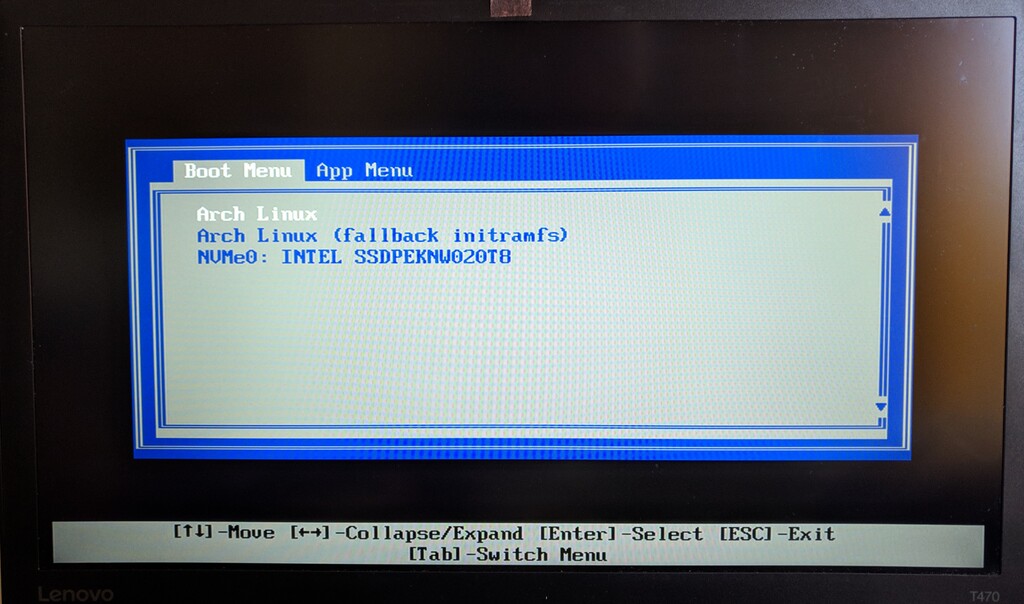 Boot Menu App Menu
Arch Linux
Arch Linux (fallback initramfs)
NVMe0: INTEL SSDPEKNW020T8
[↑↓]-Move [←→]-Collapse/Expand [Enter]-Select [ESC]-Exit
[Tab]-Switch Menu
Lenovo T470